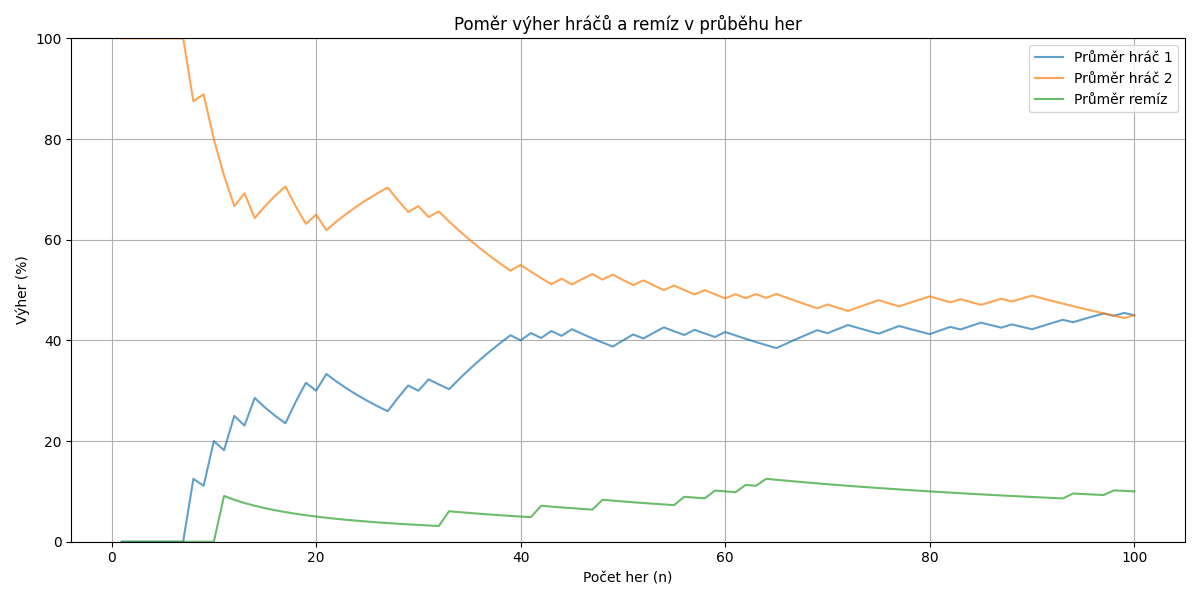 Poměr výher hráčů a remíz v průběhu her
Výher (%)
100
80
60
40
20
0
0 20 40 60 80 100
Počet her (n)
Průměr hráč 1
Průměr hráč 2
Průměr remíz